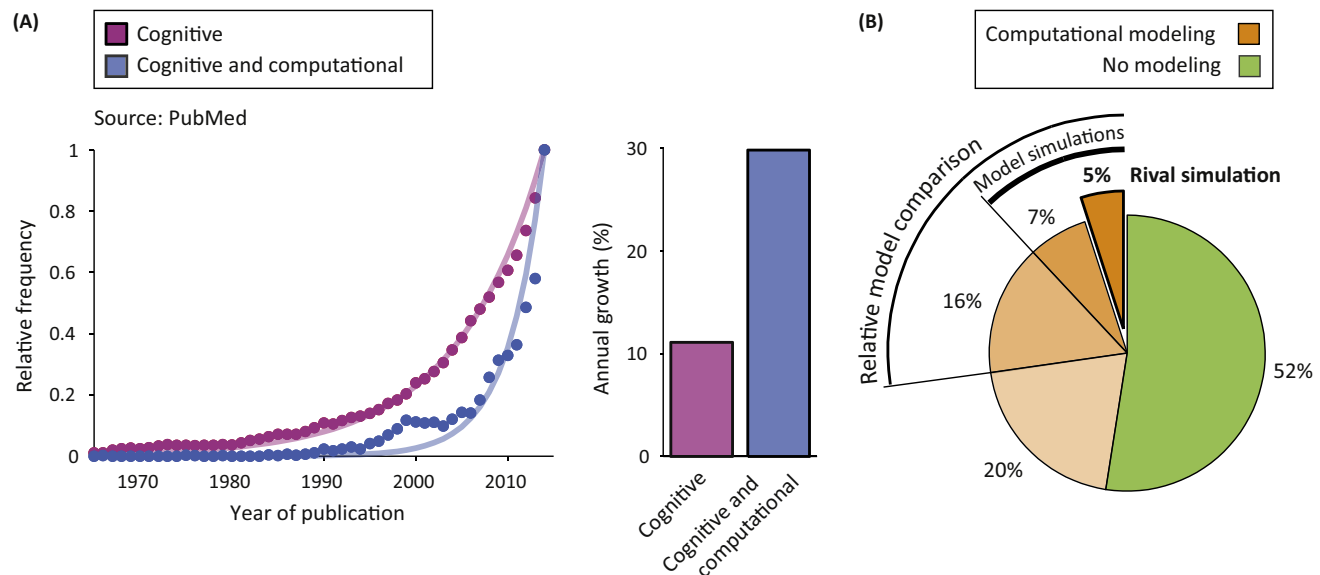 (A)
Cognitive
Cognitive and computational
Source: PubMed
Relative frequency
1
0.8
0.6
0.4
0.2
0
1970
1980
1990
2000
2010
Year of publication
Annual growth (%)
30
20
10
0
Cognitive
Cognitive and
computational
(B)
Computational modeling
No modeling
Relative model comparison
Model simulations
5%
Rival simulation
7%
16%
20%
52%